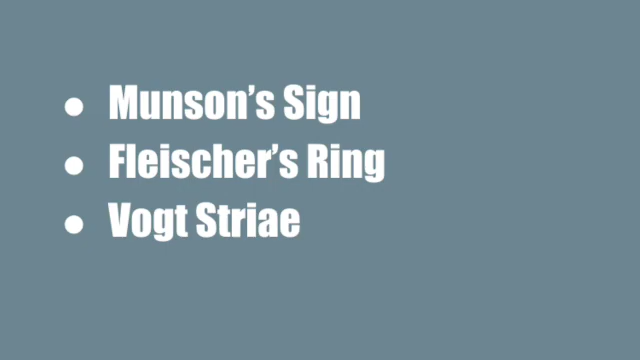 ● Munson’s Sign
● Fleischer’s Ring
● Vogt Striae